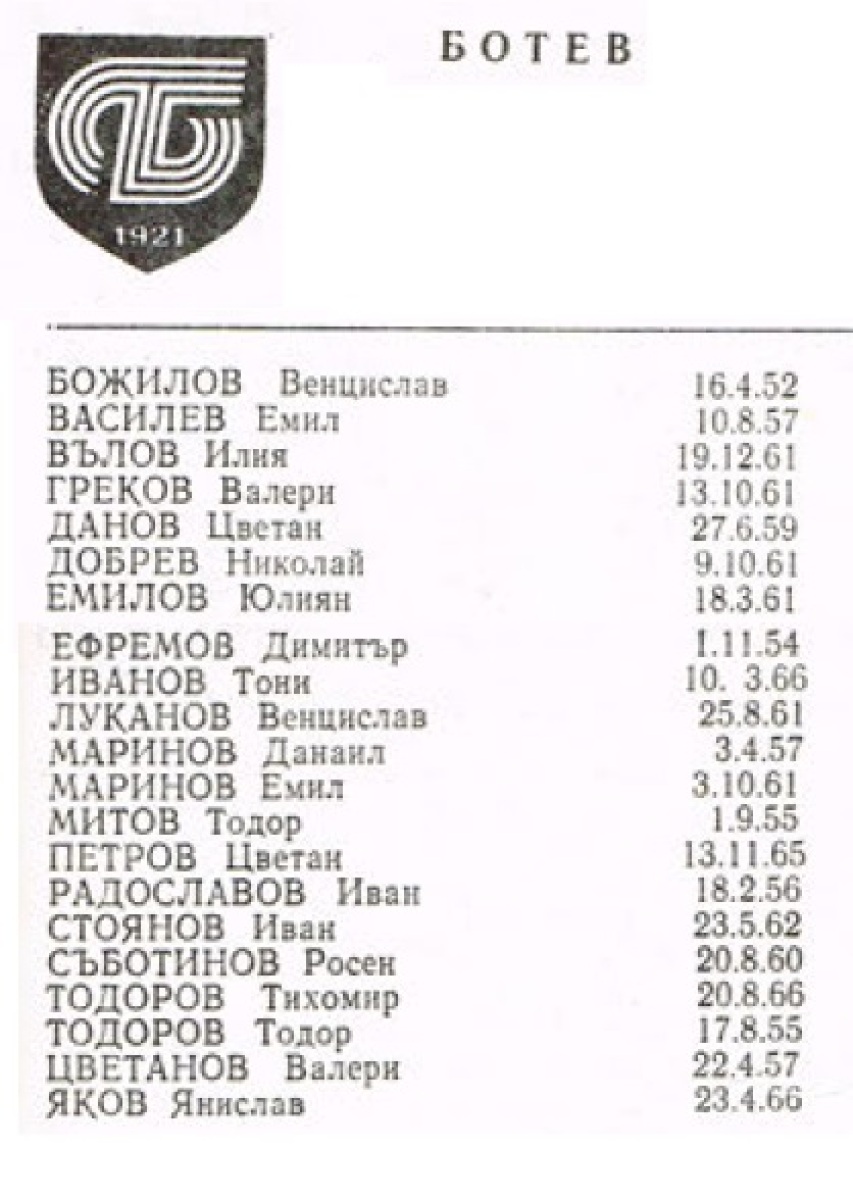 БОТЕВ
1921
БОЖИЛОВ Венцислав 16.4.52
ВАСИЛЕВ Емил 10.8.57
ВЪЛОВ Илия 19.12.61
ГРЕКОВ Валери 13.10.61
ДАНОВ Цветан 27.6.59
ДОБРЕВ Николай 9.10.61
ЕМИЛОВ Юлиян 18.3.61
ЕФРЕМОВ Димитър 1.11.54
ИВАНОВ Тони 10. 3.66
ЛУКАНОВ Венцислав 25.8.61
МАРИНОВ Данаил 3.4.57
МАРИНОВ Емил 3.10.61
МИТОВ Тодор 1.9.55
ПЕТРОВ Цветан 13.11.65
РАДОСЛАВОВ Иван 18.2.56
СТОЯНОВ Иван 23.5.62
СЪБОТИНОВ Росен 20.8.60
ТОДОРОВ Тихомир 20.8.66
ТОДОРОВ Тодор 17.8.55
ЦВЕТАНОВ Валери 22.4.57
ЯКОВ Янислав 23.4.66